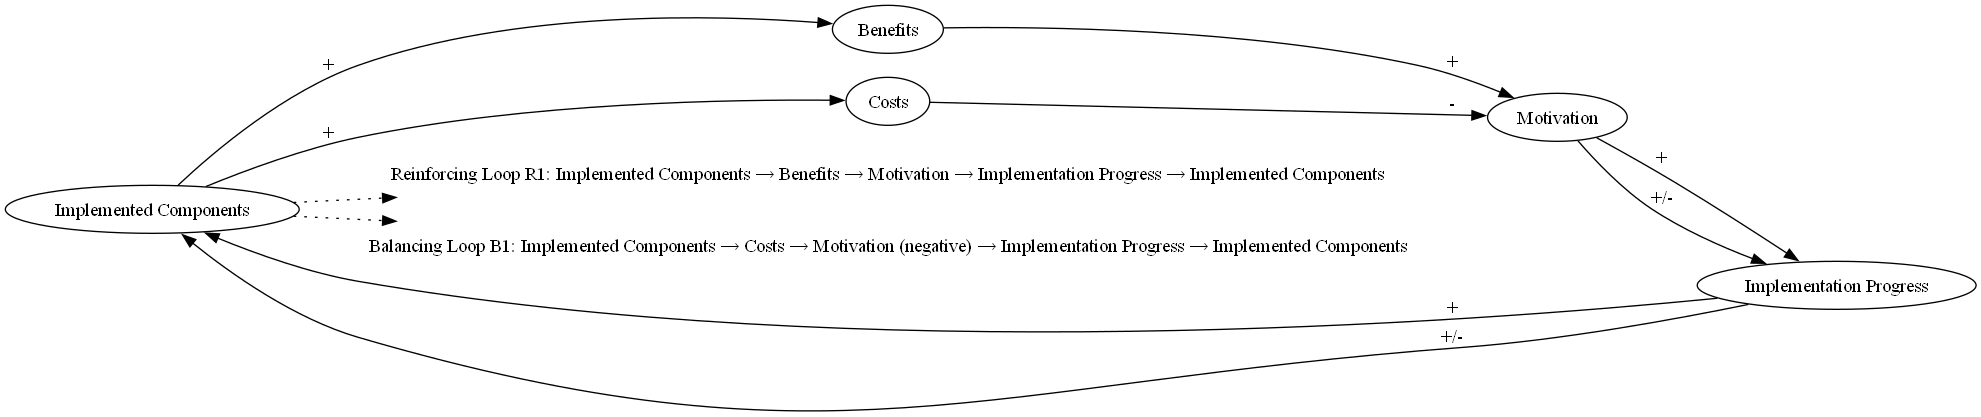 Benefits
+
+
Costs
-
+
Motivation
+
Reinforcing Loop R1: Implemented Components → Benefits → Motivation → Implementation Progress → Implemented Components
+/-
Implemented Components
Balancing Loop B1: Implemented Components → Costs → Motivation (negative) → Implementation Progress → Implemented Components
Implementation Progress
+
+/-